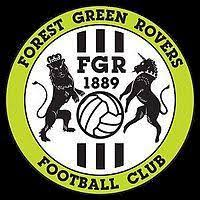 FOREST GREEN ROVERS
FGR
1889
FOOTBALL CLUB